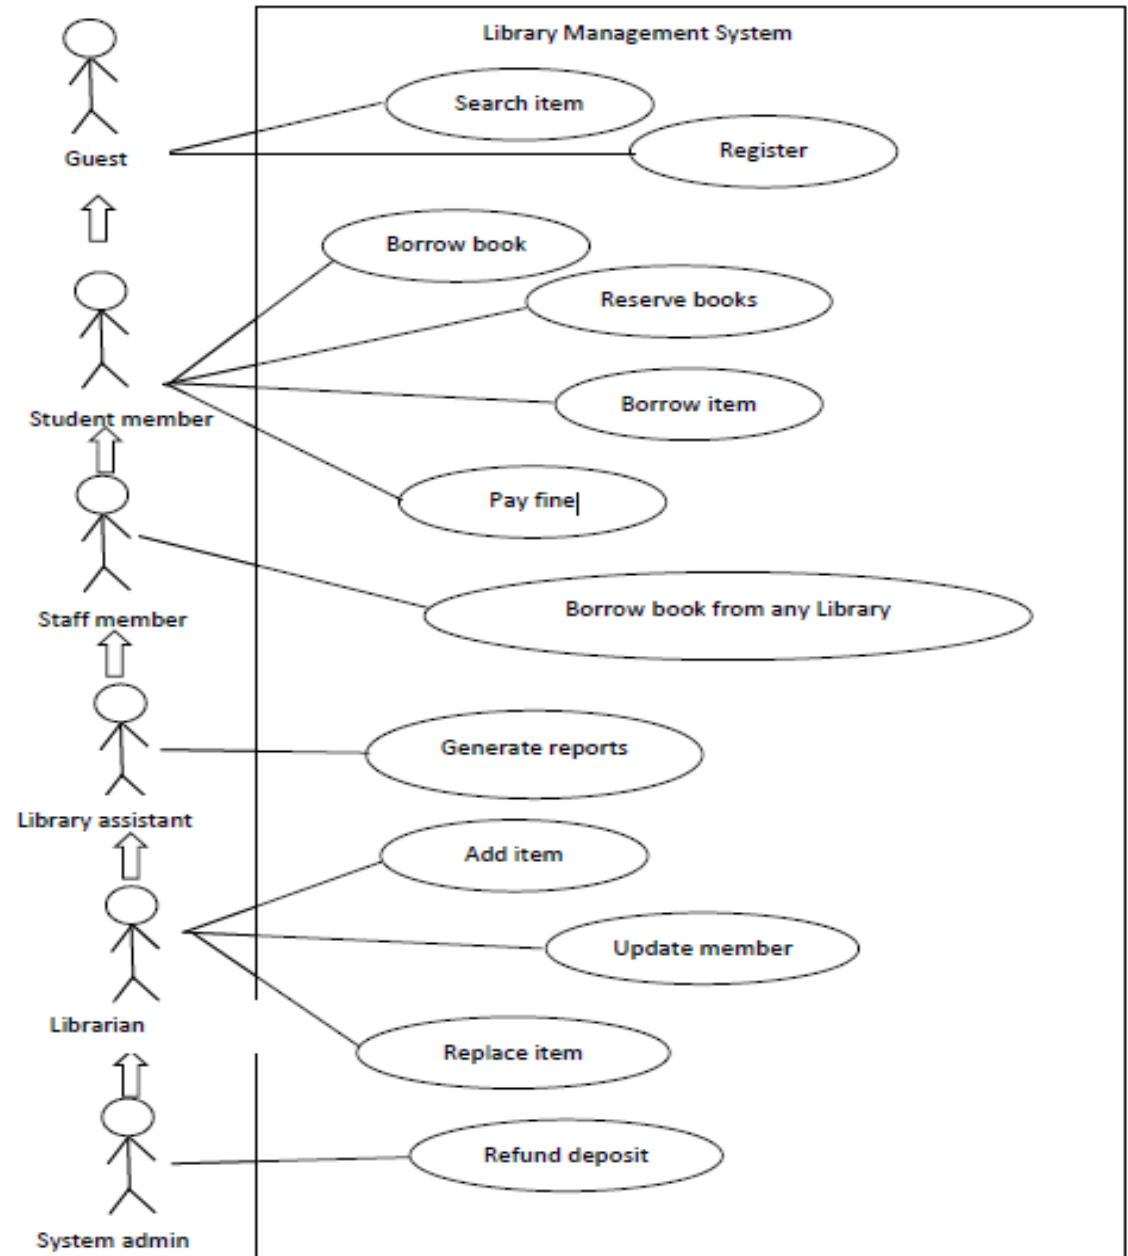 Library Management System
Search item
Register
Guest
Borrow book
Reserve books
Borrow item
Student member
Pay fine
Borrow book from any Library
Staff member
Generate reports
Library assistant
Add item
Update member
Librarian
Replace item
Refund deposit
System admin